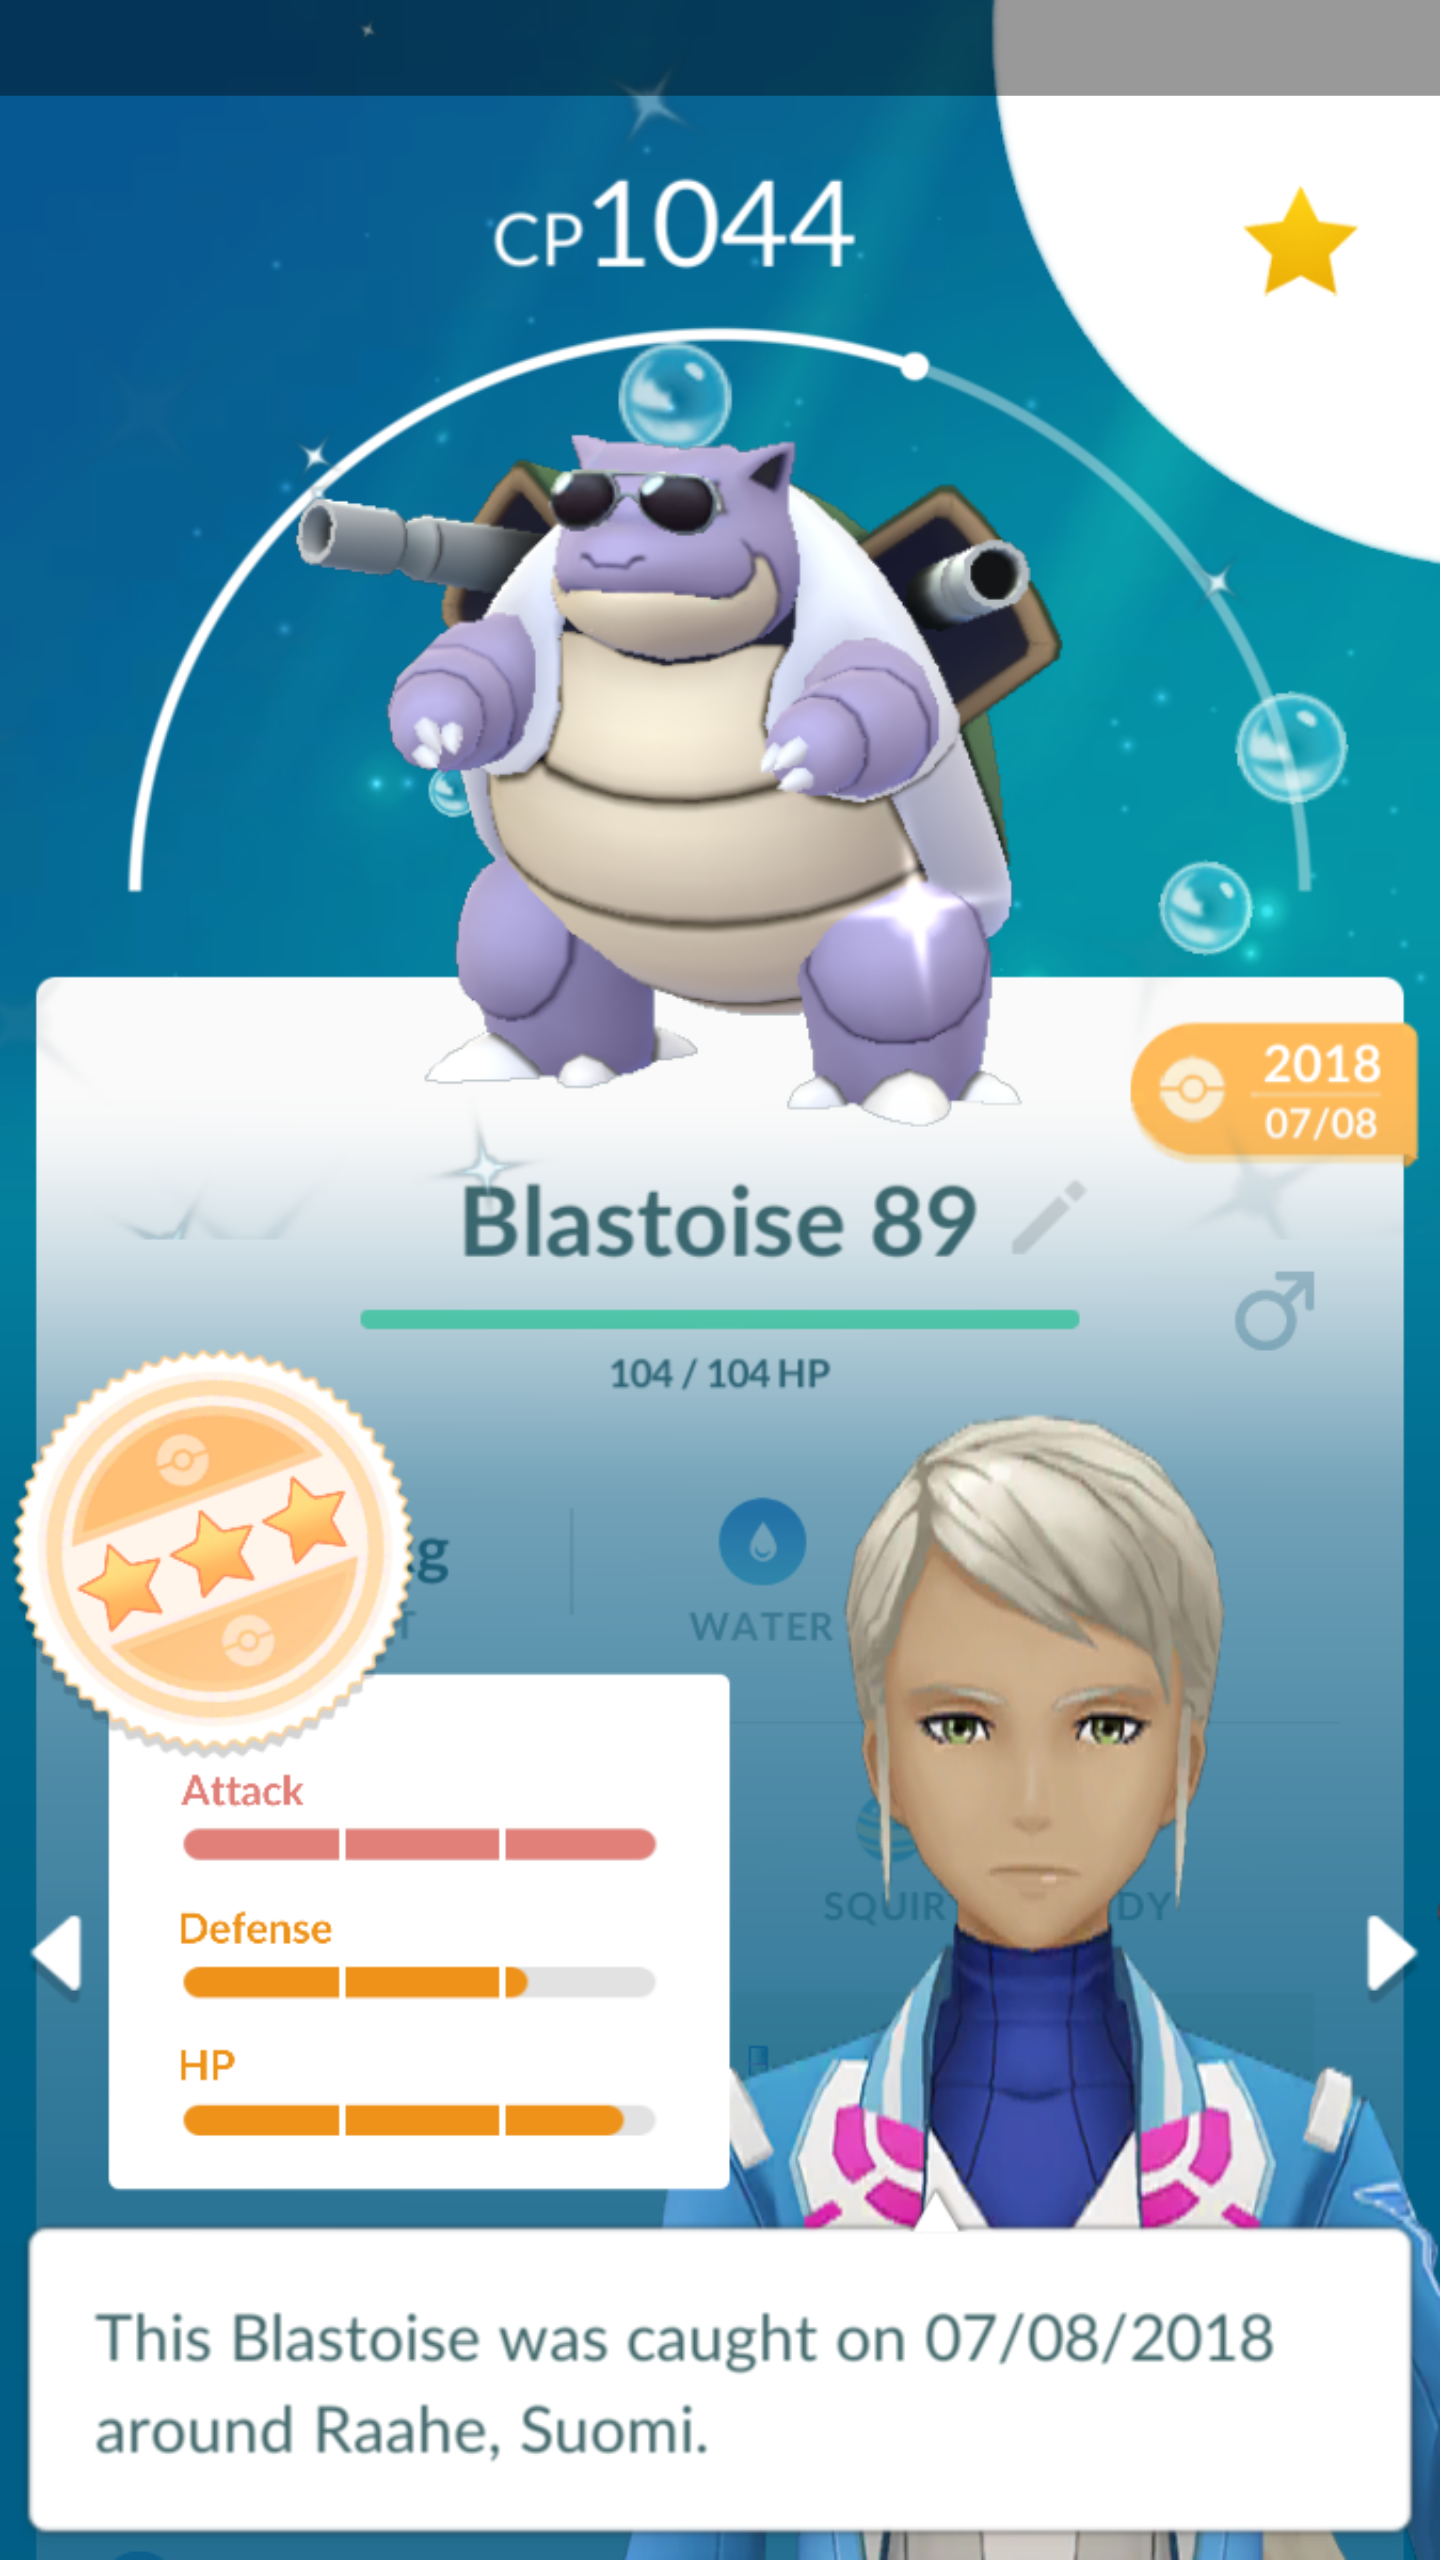 CP1044
2018
07/08
Blastoise 89
104 / 104 HP
WATER
Attack
Defense
HP
This Blastoise was caught on 07/08/2018
around Raahe, Suomi.